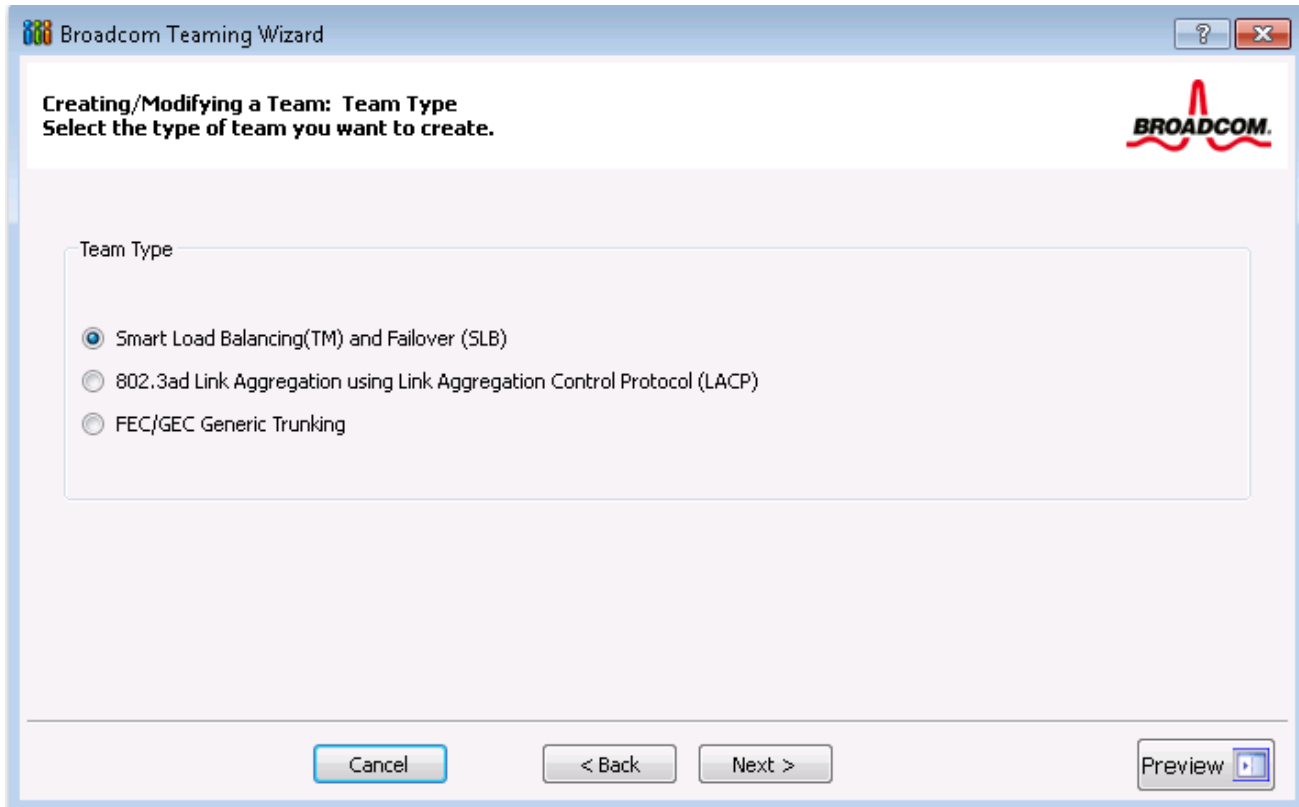 Broadcom Teaming Wizard
?
Creating/Modifying a Team: Team Type
Select the type of team you want to create.
BROADCOM.
Team Type
Smart Load Balancing(TM) and Failover (SLB)
802.3ad Link Aggregation using Link Aggregation Control Protocol (LACP)
FEC/GEC Generic Trunking
Cancel
< Back
Next >
Preview